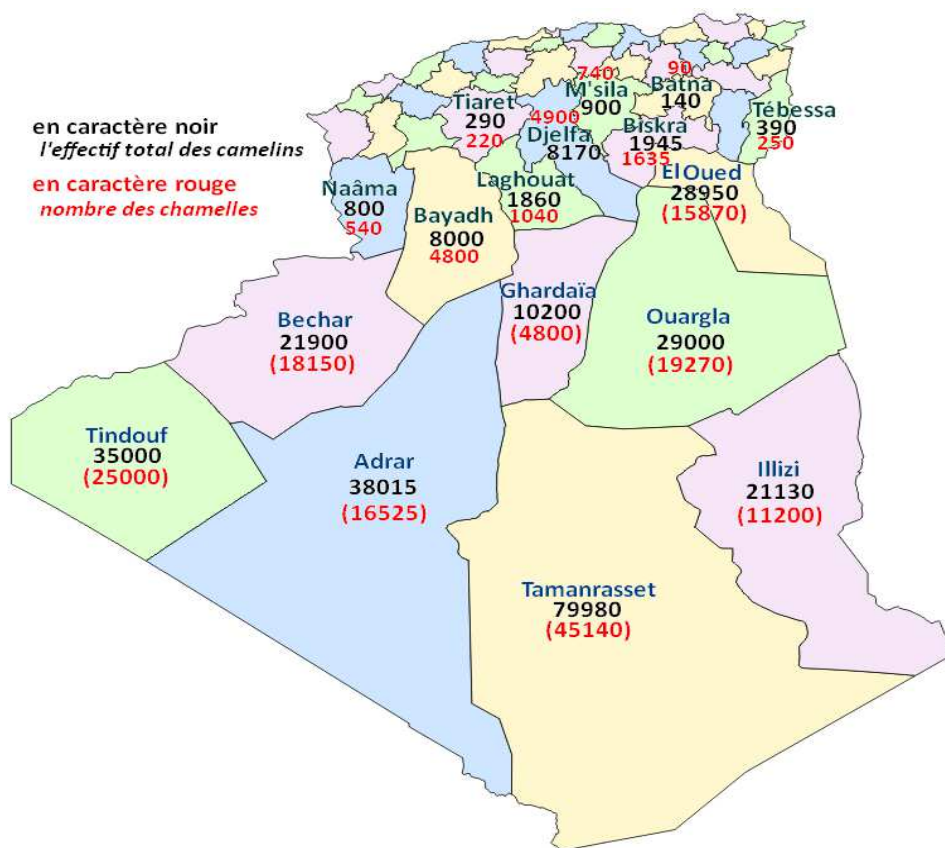 en caractère noir
l'effectif total des camelins
en caractère rouge
nombre des chamelles
740
M'sila
900
90
Batna
140
Tiaret
290
220
4900
Djelfa
8170
Biskra
1945
1635
Tébessa
390
250
Naâma
800
540
Bayadh
8000
4800
Laghouat
1860
1040
El Oued
28950
(15870)
Bechar
21900
(18150)
Ghardaïa
10200
(4800)
Ouargla
29000
(19270)
Tindouf
35000
(25000)
Adrar
38015
(16525)
Illizi
21130
(11200)
Tamanrasset
79980
(45140)